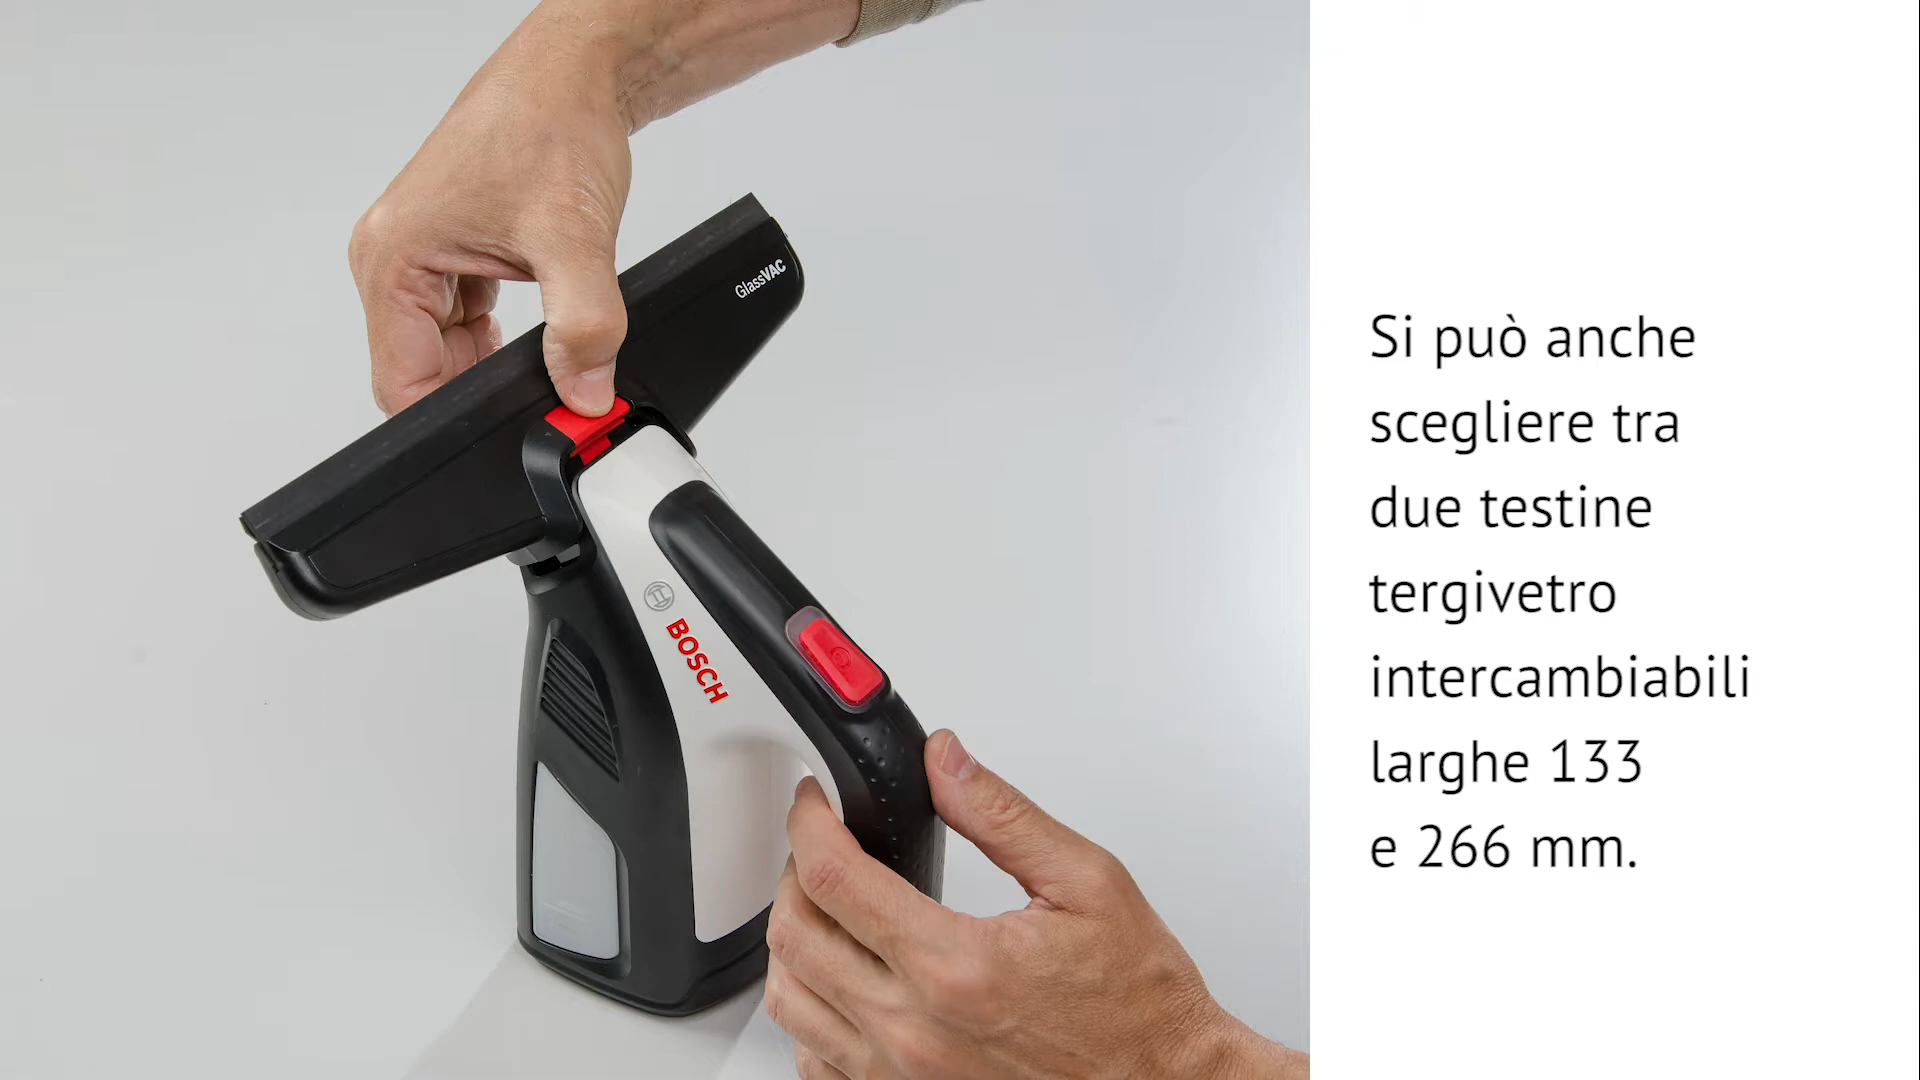 GlassVAC
BOSCH
Si può anche
scegliere tra
due testine
tergivetro
intercambiabili
larghe 133
e 266 mm.